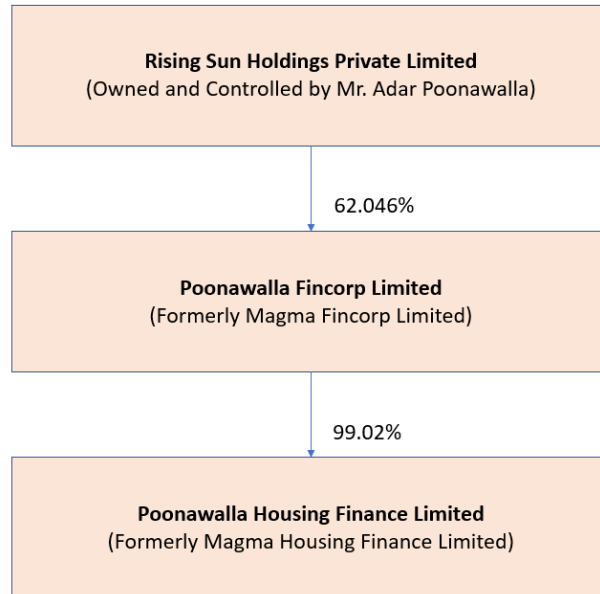 Rising Sun Holdings Private Limited
(Owned and Controlled by Mr. Adar Poonawalla)
62.046%
Poonawalla Fincorp Limited
(Formerly Magma Fincorp Limited)
99.02%
Poonawalla Housing Finance Limited
(Formerly Magma Housing Finance Limited)